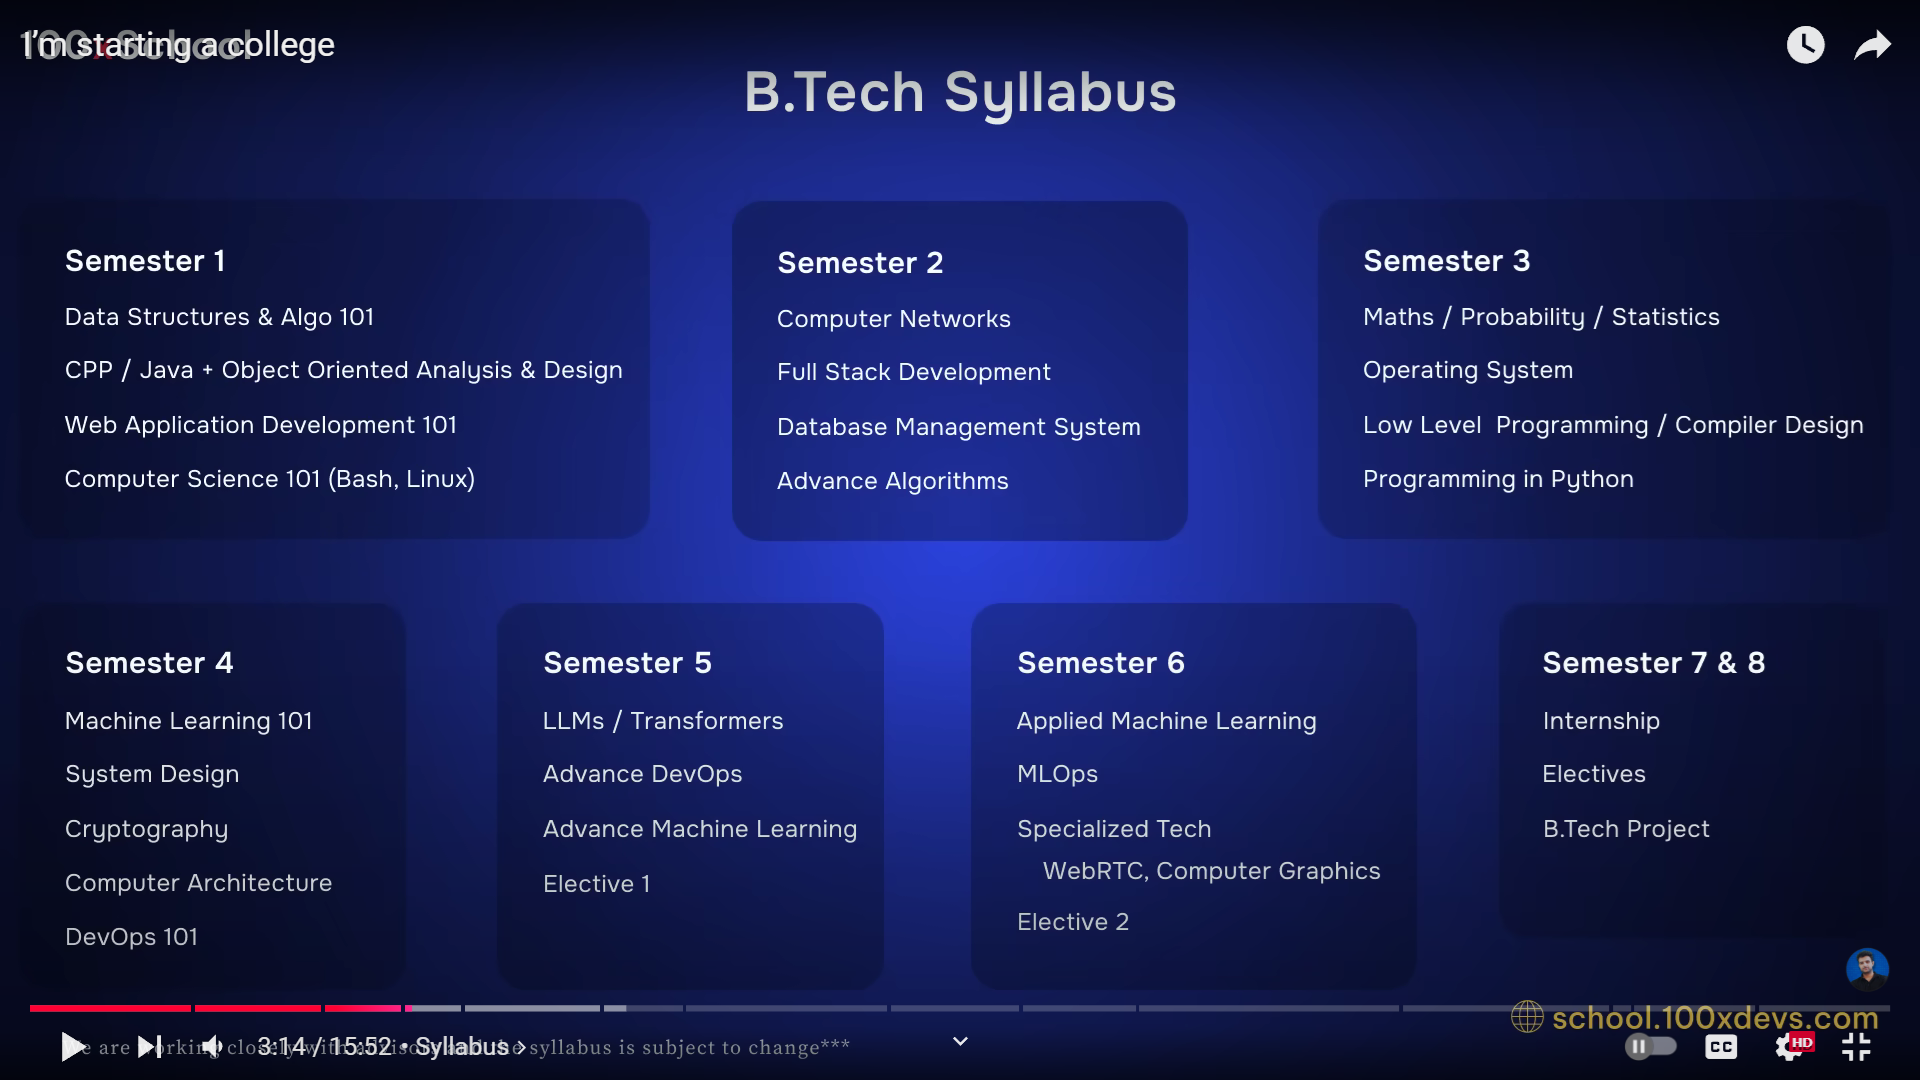 I'm starting a college
100xSchool
B.Tech Syllabus
Semester 1
Data Structures & Algo 101
CPP / Java + Object Oriented Analysis & Design
Web Application Development 101
Computer Science 101 (Bash, Linux)
Semester 2
Computer Networks
Full Stack Development
Database Management System
Advance Algorithms
Semester 3
Maths / Probability / Statistics
Operating System
Low Level Programming / Compiler Design
Programming in Python
Semester 4
Machine Learning 101
System Design
Cryptography
Computer Architecture
DevOps 101
Semester 5
LLMs / Transformers
Advance DevOps
Advance Machine Learning
Elective 1
Semester 6
Applied Machine Learning
MLOps
Specialized Tech
WebRTC, Computer Graphics
Elective 2
Semester 7 & 8
Internship
Electives
B.Tech Project
school.100xdevs.com
3:14 / 15:52 • Syllabus >
are working closely with syllabus is subject to change***
CC
HD